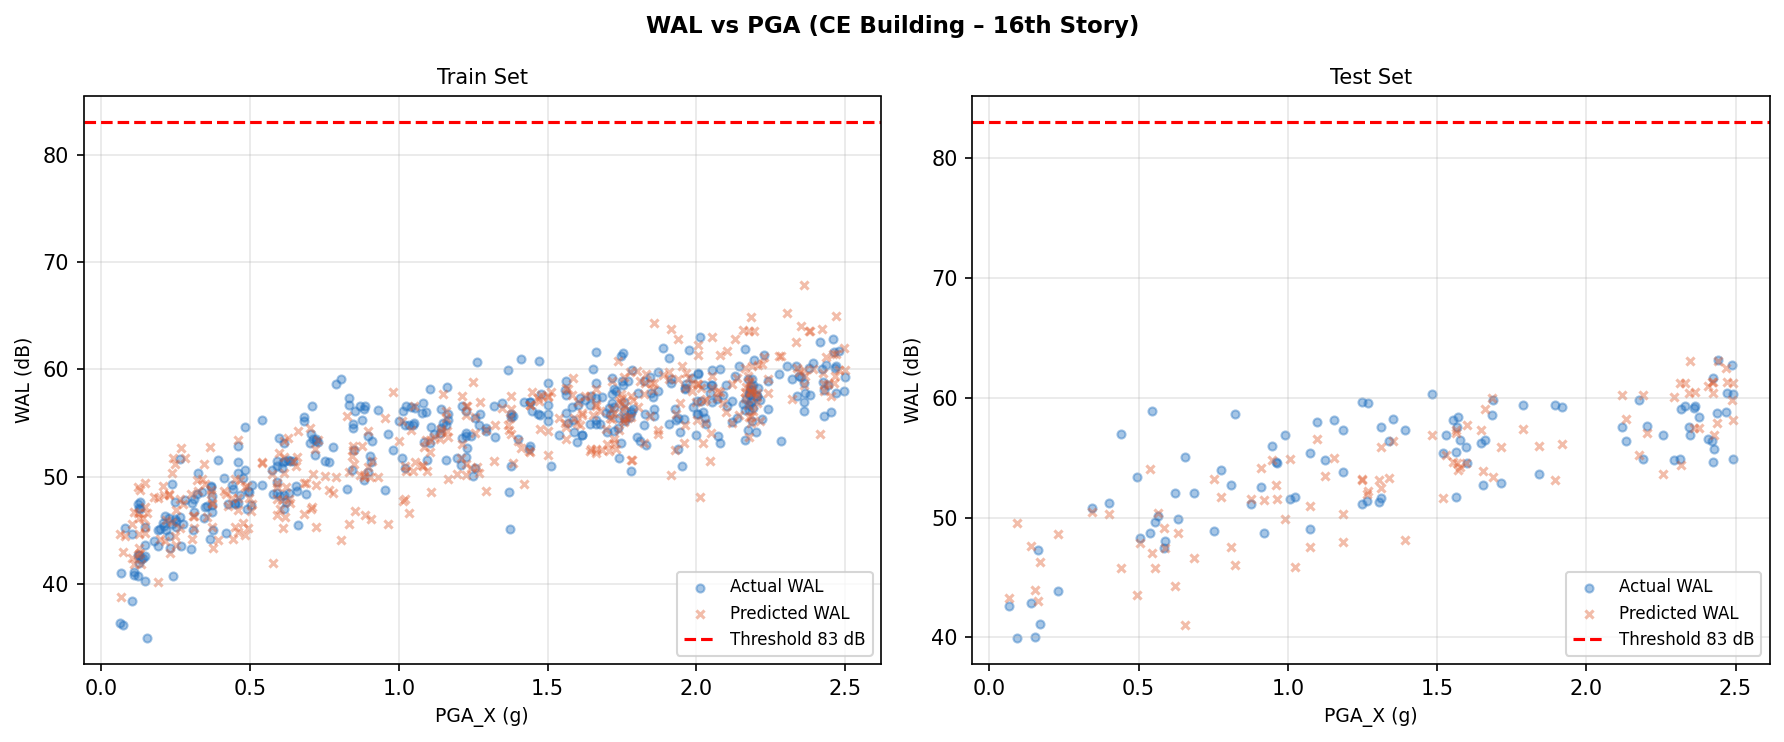 WAL vs PGA (CE Building – 16th Story)
Train Set
WAL (dB)
80
70
60
50
40
0.0 0.5 1.0 1.5 2.0 2.5
PGA_X (g)
Actual WAL
Predicted WAL
Threshold 83 dB
Test Set
WAL (dB)
80
70
60
50
40
0.0 0.5 1.0 1.5 2.0 2.5
PGA_X (g)
Actual WAL
Predicted WAL
Threshold 83 dB